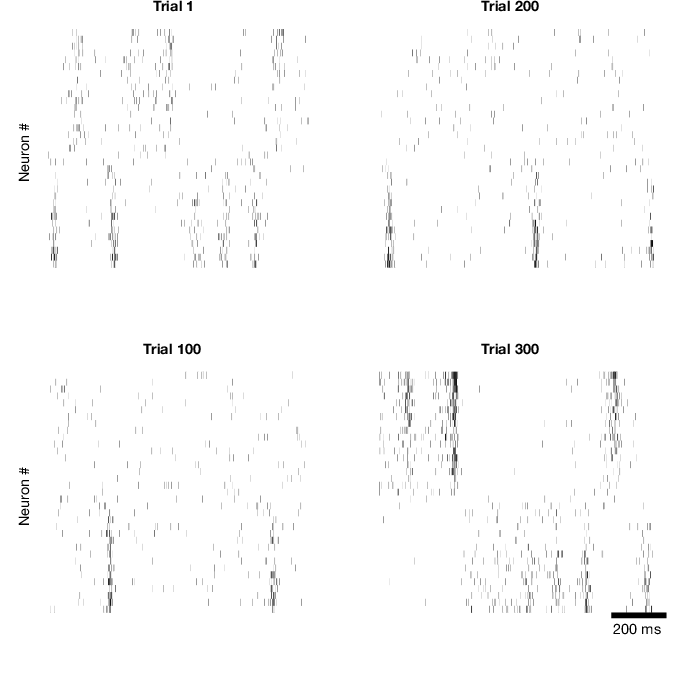 Trial 1
Trial 200
Neuron #
Trial 100
Trial 300
Neuron #
200 ms